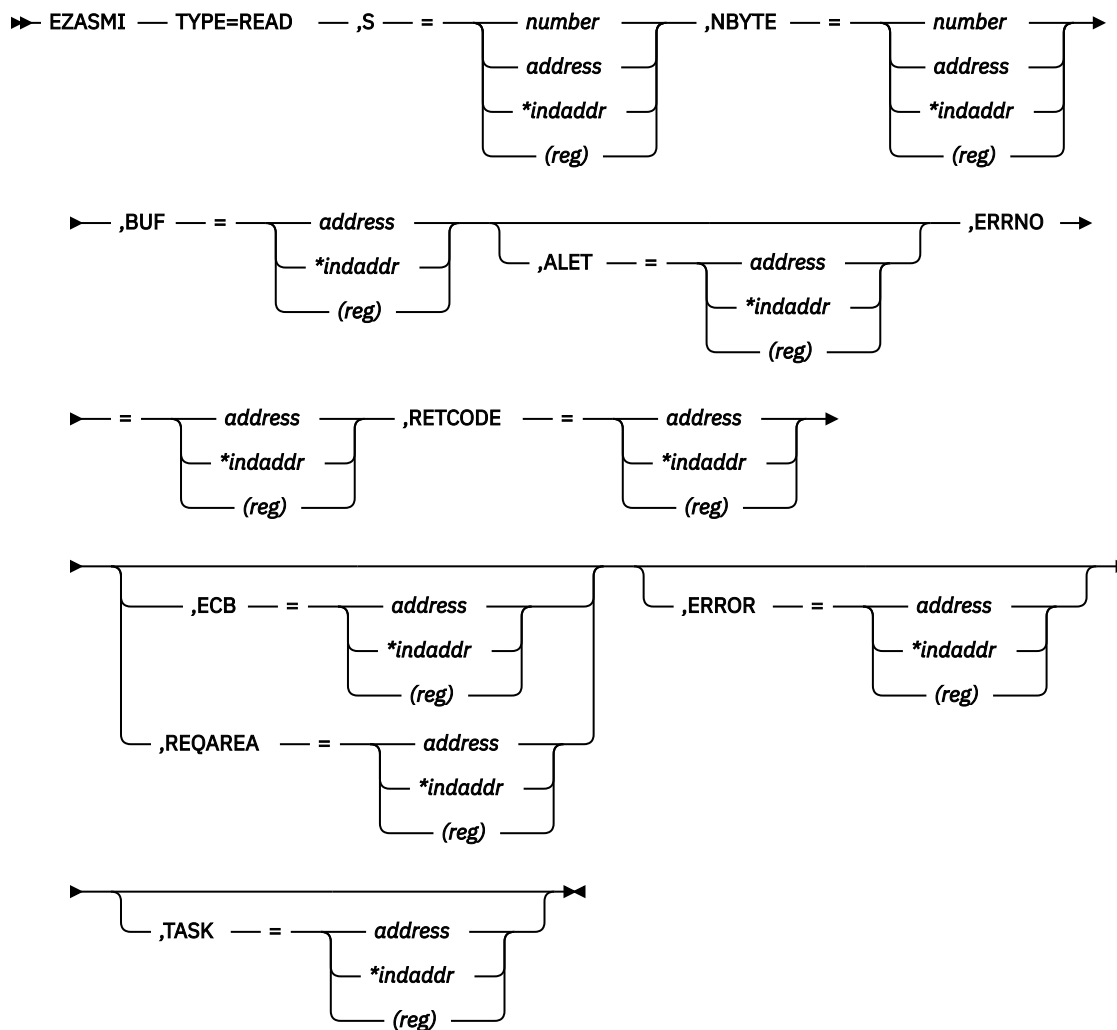 EZASMI TYPE=READ ,S = number ,NBYTE = number
address address
*indaddr *indaddr
(reg) (reg)
,BUF = address ,ERRNO
*indaddr ,ALET = address
(reg) *indaddr
(reg)
= address ,RETCODE = address
*indaddr *indaddr
(reg) (reg)
,ECB = address ,ERROR = address
*indaddr *indaddr
(reg) (reg)
,REQAREA = address
*indaddr
(reg)
,TASK = address
*indaddr
(reg)